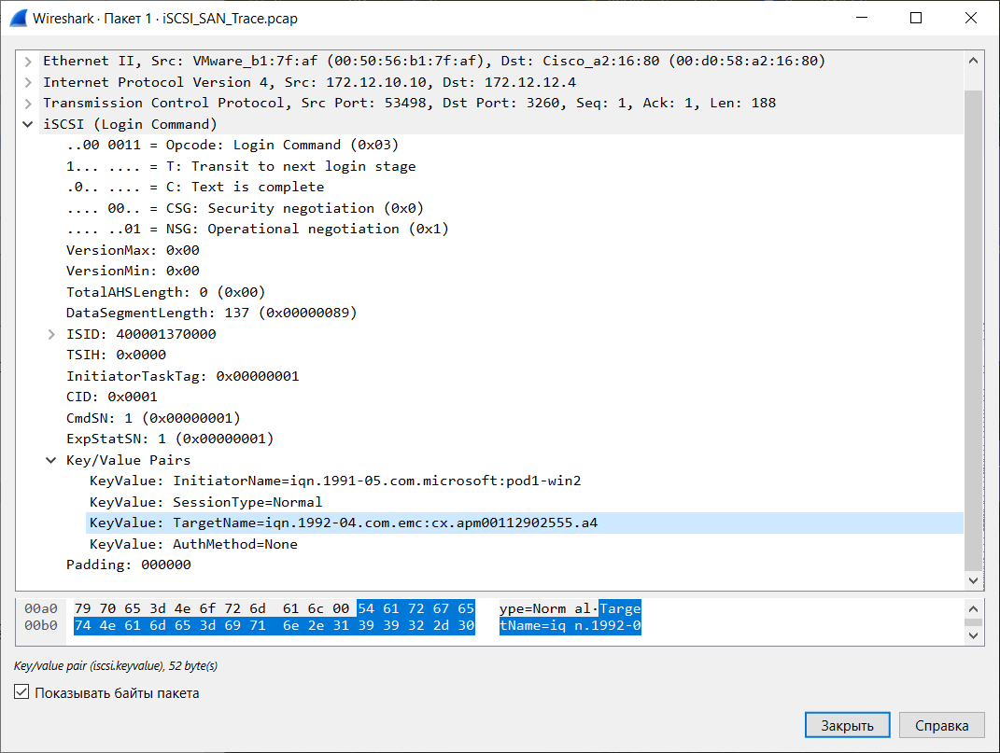 Wireshark · Пакет 1 · iSCSI_SAN_Trace.pcap
Ethernet II, Src: VMware_b1:7f:af (00:50:56:b1:7f:af), Dst: Cisco_a2:16:80 (00:d0:58:a2:16:80)
Internet Protocol Version 4, Src: 172.12.10.10, Dst: 172.12.12.4
Transmission Control Protocol, Src Port: 53498, Dst Port: 3260, Seq: 1, Ack: 1, Len: 188
iSCSI (Login Command)
..00 0011 = Opcode: Login Command (0x03)
1... .... = T: Transit to next login stage
.0.. .... = C: Text is complete
.... 00.. = CSG: Security negotiation (0x0)
.... ..01 = NSG: Operational negotiation (0x1)
VersionMax: 0x00
VersionMin: 0x00
TotalAHSLength: 0 (0x00)
DataSegmentLength: 137 (0x00000089)
ISID: 400001370000
TSIH: 0x0000
InitiatorTaskTag: 0x00000001
CID: 0x0001
CmdSN: 1 (0x00000001)
ExpStatSN: 1 (0x00000001)
Key/Value Pairs
KeyValue: InitiatorName=iqn.1991-05.com.microsoft:pod1-win2
KeyValue: SessionType=Normal
KeyValue: TargetName=iqn.1992-04.com.emc:cx.apm00112902555.a4
KeyValue: AuthMethod=None
Padding: 000000
00a0 79 70 65 3d 4e 6f 72 6d 61 6c 00 54 61 72 67 65 ype=Norm al·Targe
00b0 74 4e 61 6d 65 3d 69 71 6e 2e 31 39 39 32 2d 30 tName=iq n.1992-0
Key/value pair (iscsi.keyvalue), 52 byte(s)
Показывать байты пакета
Закрыть Справка